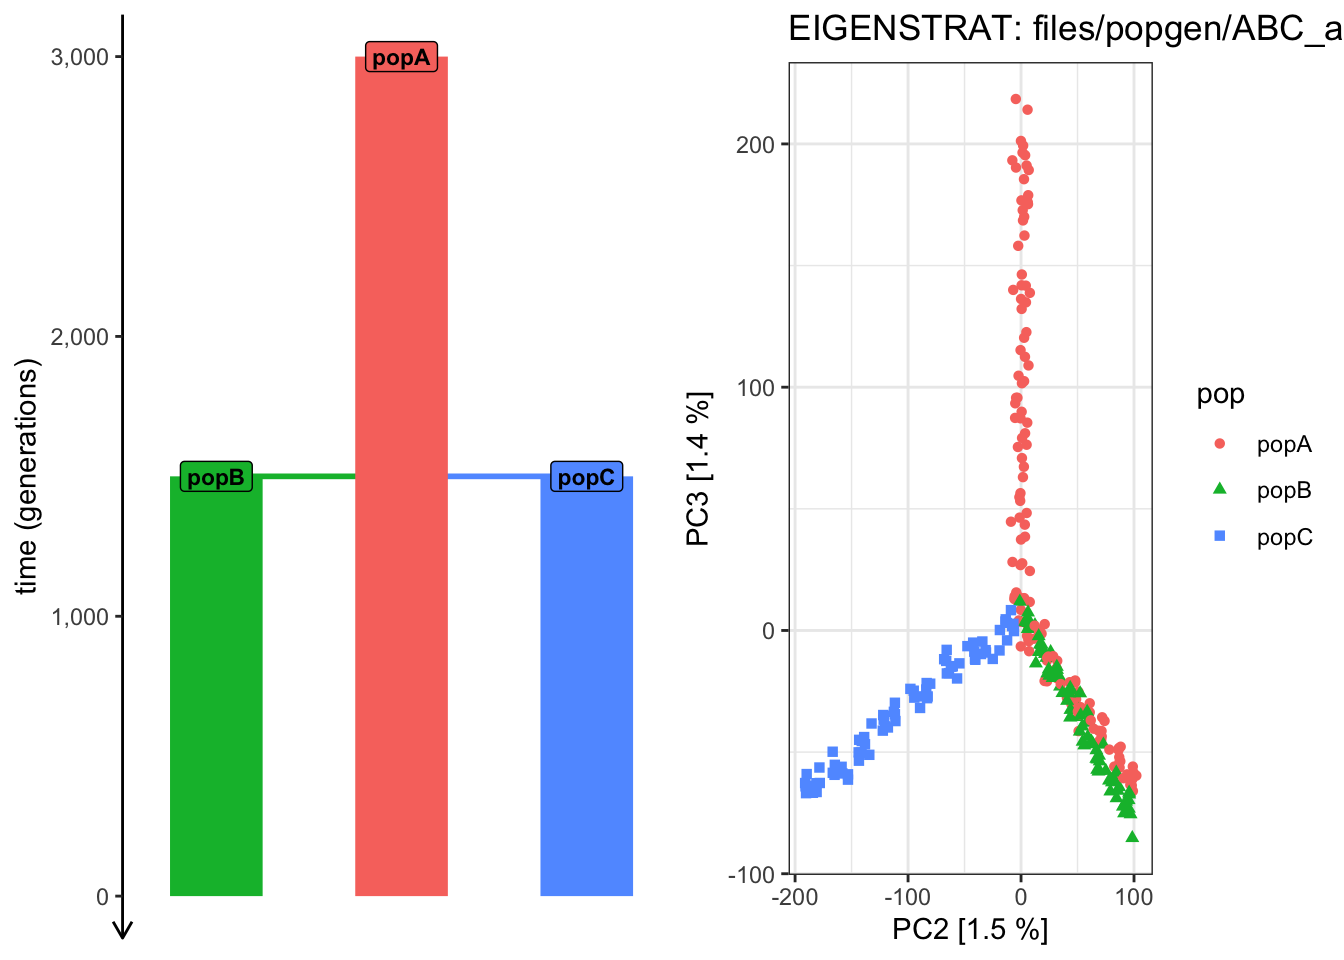 time (generations)
3,000
2,000
1,000
0
popA
popB
popC
EIGENSTRAT: files/popgen/ABC_a
PC3 [1.4 %]
200
100
0
-100
-200
-100
0
100
PC2 [1.5 %]
pop
popA
popB
popC